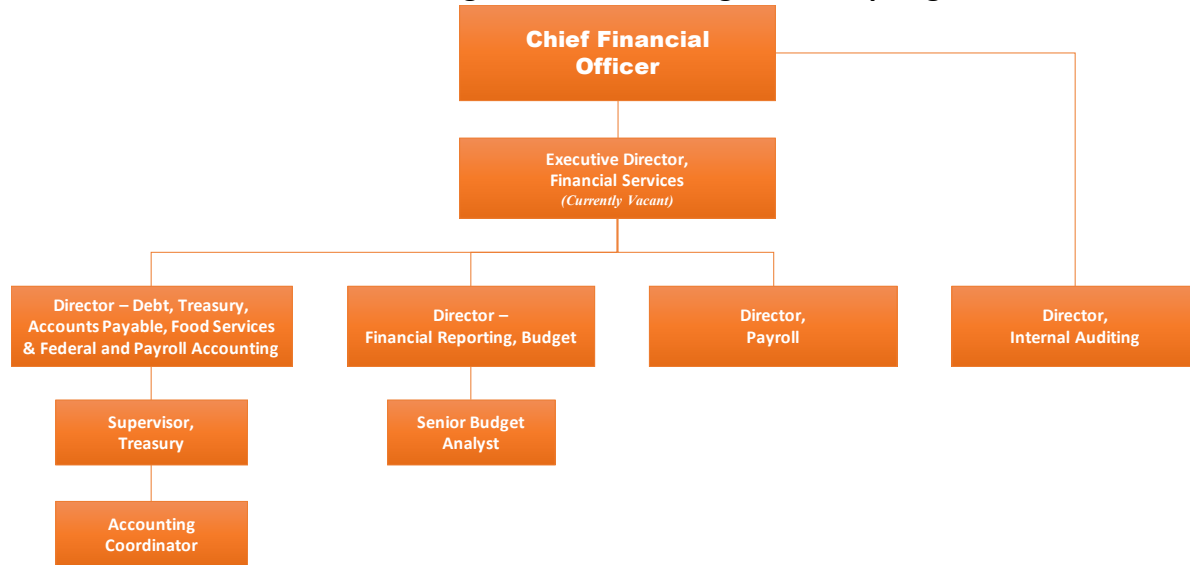 Chief Financial
Officer
Executive Director,
Financial Services
(Currently Vacant)
Director – Debt, Treasury,
Accounts Payable, Food Services
& Federal and Payroll Accounting
Director –
Financial Reporting, Budget
Director,
Payroll
Director,
Internal Auditing
Supervisor,
Treasury
Senior Budget
Analyst
Accounting
Coordinator